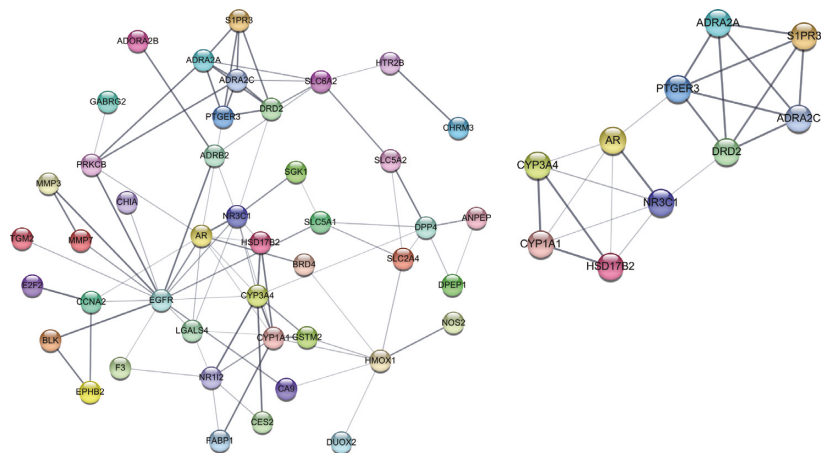 S1PR3
ADORA2B
ADRA2A
HTR2B
ADRA2C
SLC6A2
GABRG2
DRD2
PTGER3
CHRM3
ADRB2
SLC5A2
PRKCB
SGK1
MMP3
CHIA
NR3C1
SLC5A1
DPP4
ANPEP
TGM2
MMP7
AR
HSD17B2
SLC2A4
BRD4
E2F2
DPEP1
CCNA2
EGFR
CYP3A4
LGALS4
CYP1A1
GSTM2
NOS2
BLK
HMOX1
F3
NR1I2
EPHB2
CA9
CES2
FABP1
DUOX2
ADRA2A
S1PR3
PTGER3
ADRA2C
AR
DRD2
CYP3A4
NR3C1
CYP1A1
HSD17B2